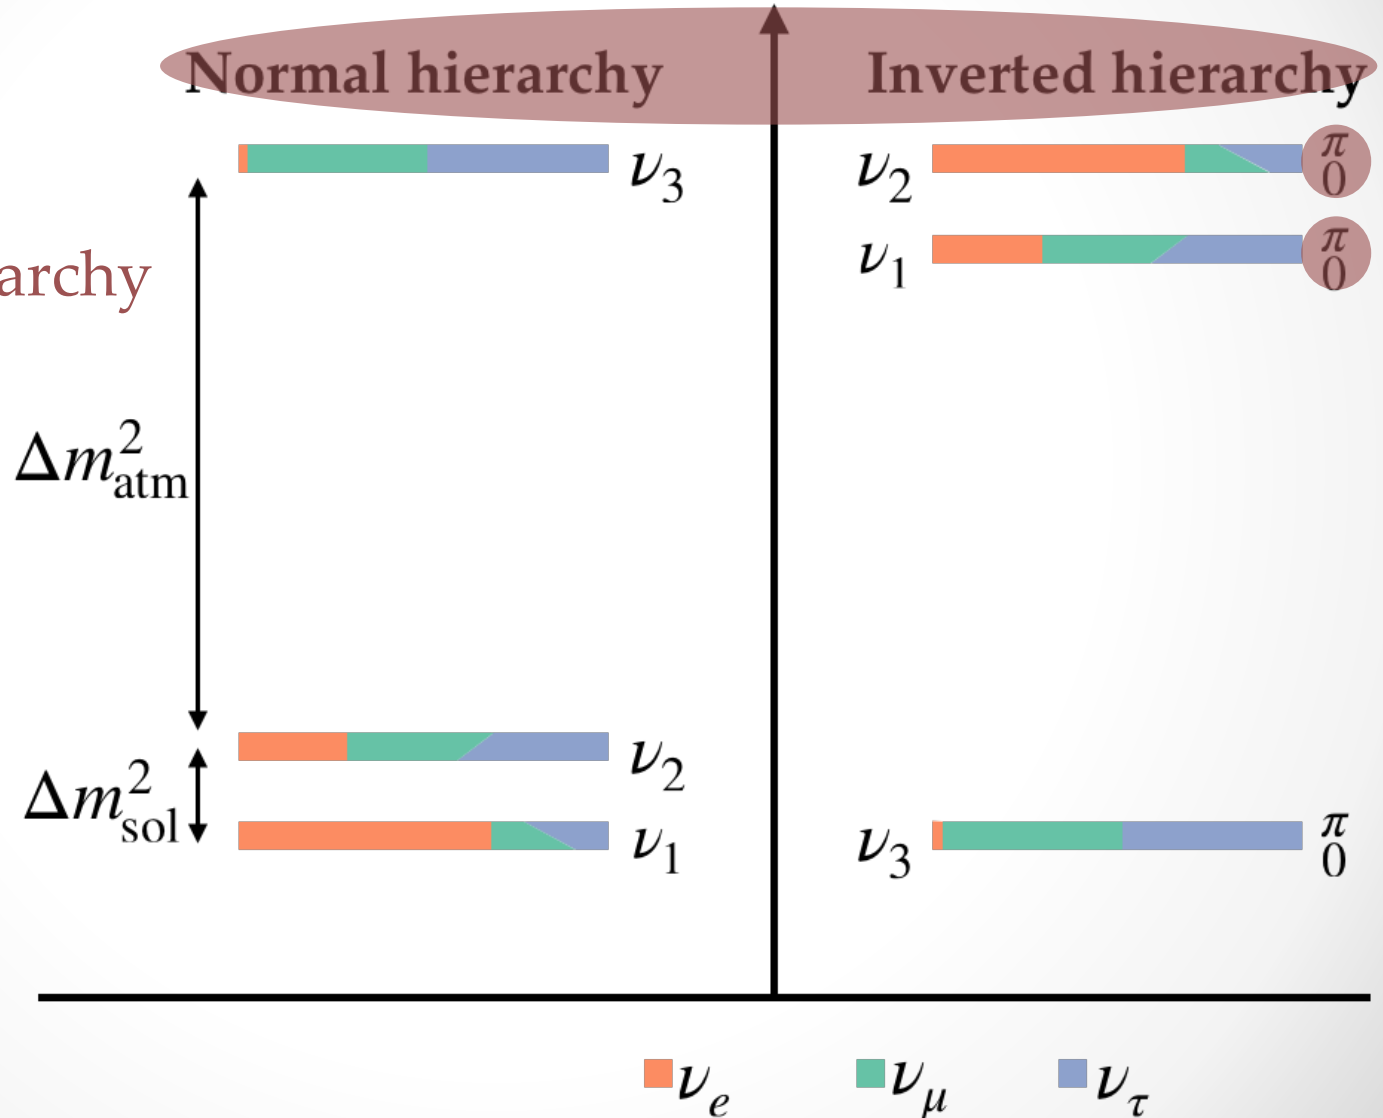 Normal hierarchy
Inverted hierarchy
ν₃
ν₂
π
0
ν₁
π
0
archy
Δm²atm
ν₂
Δm²sol
ν₁
ν₃
π
0
νe
νμ
ντ